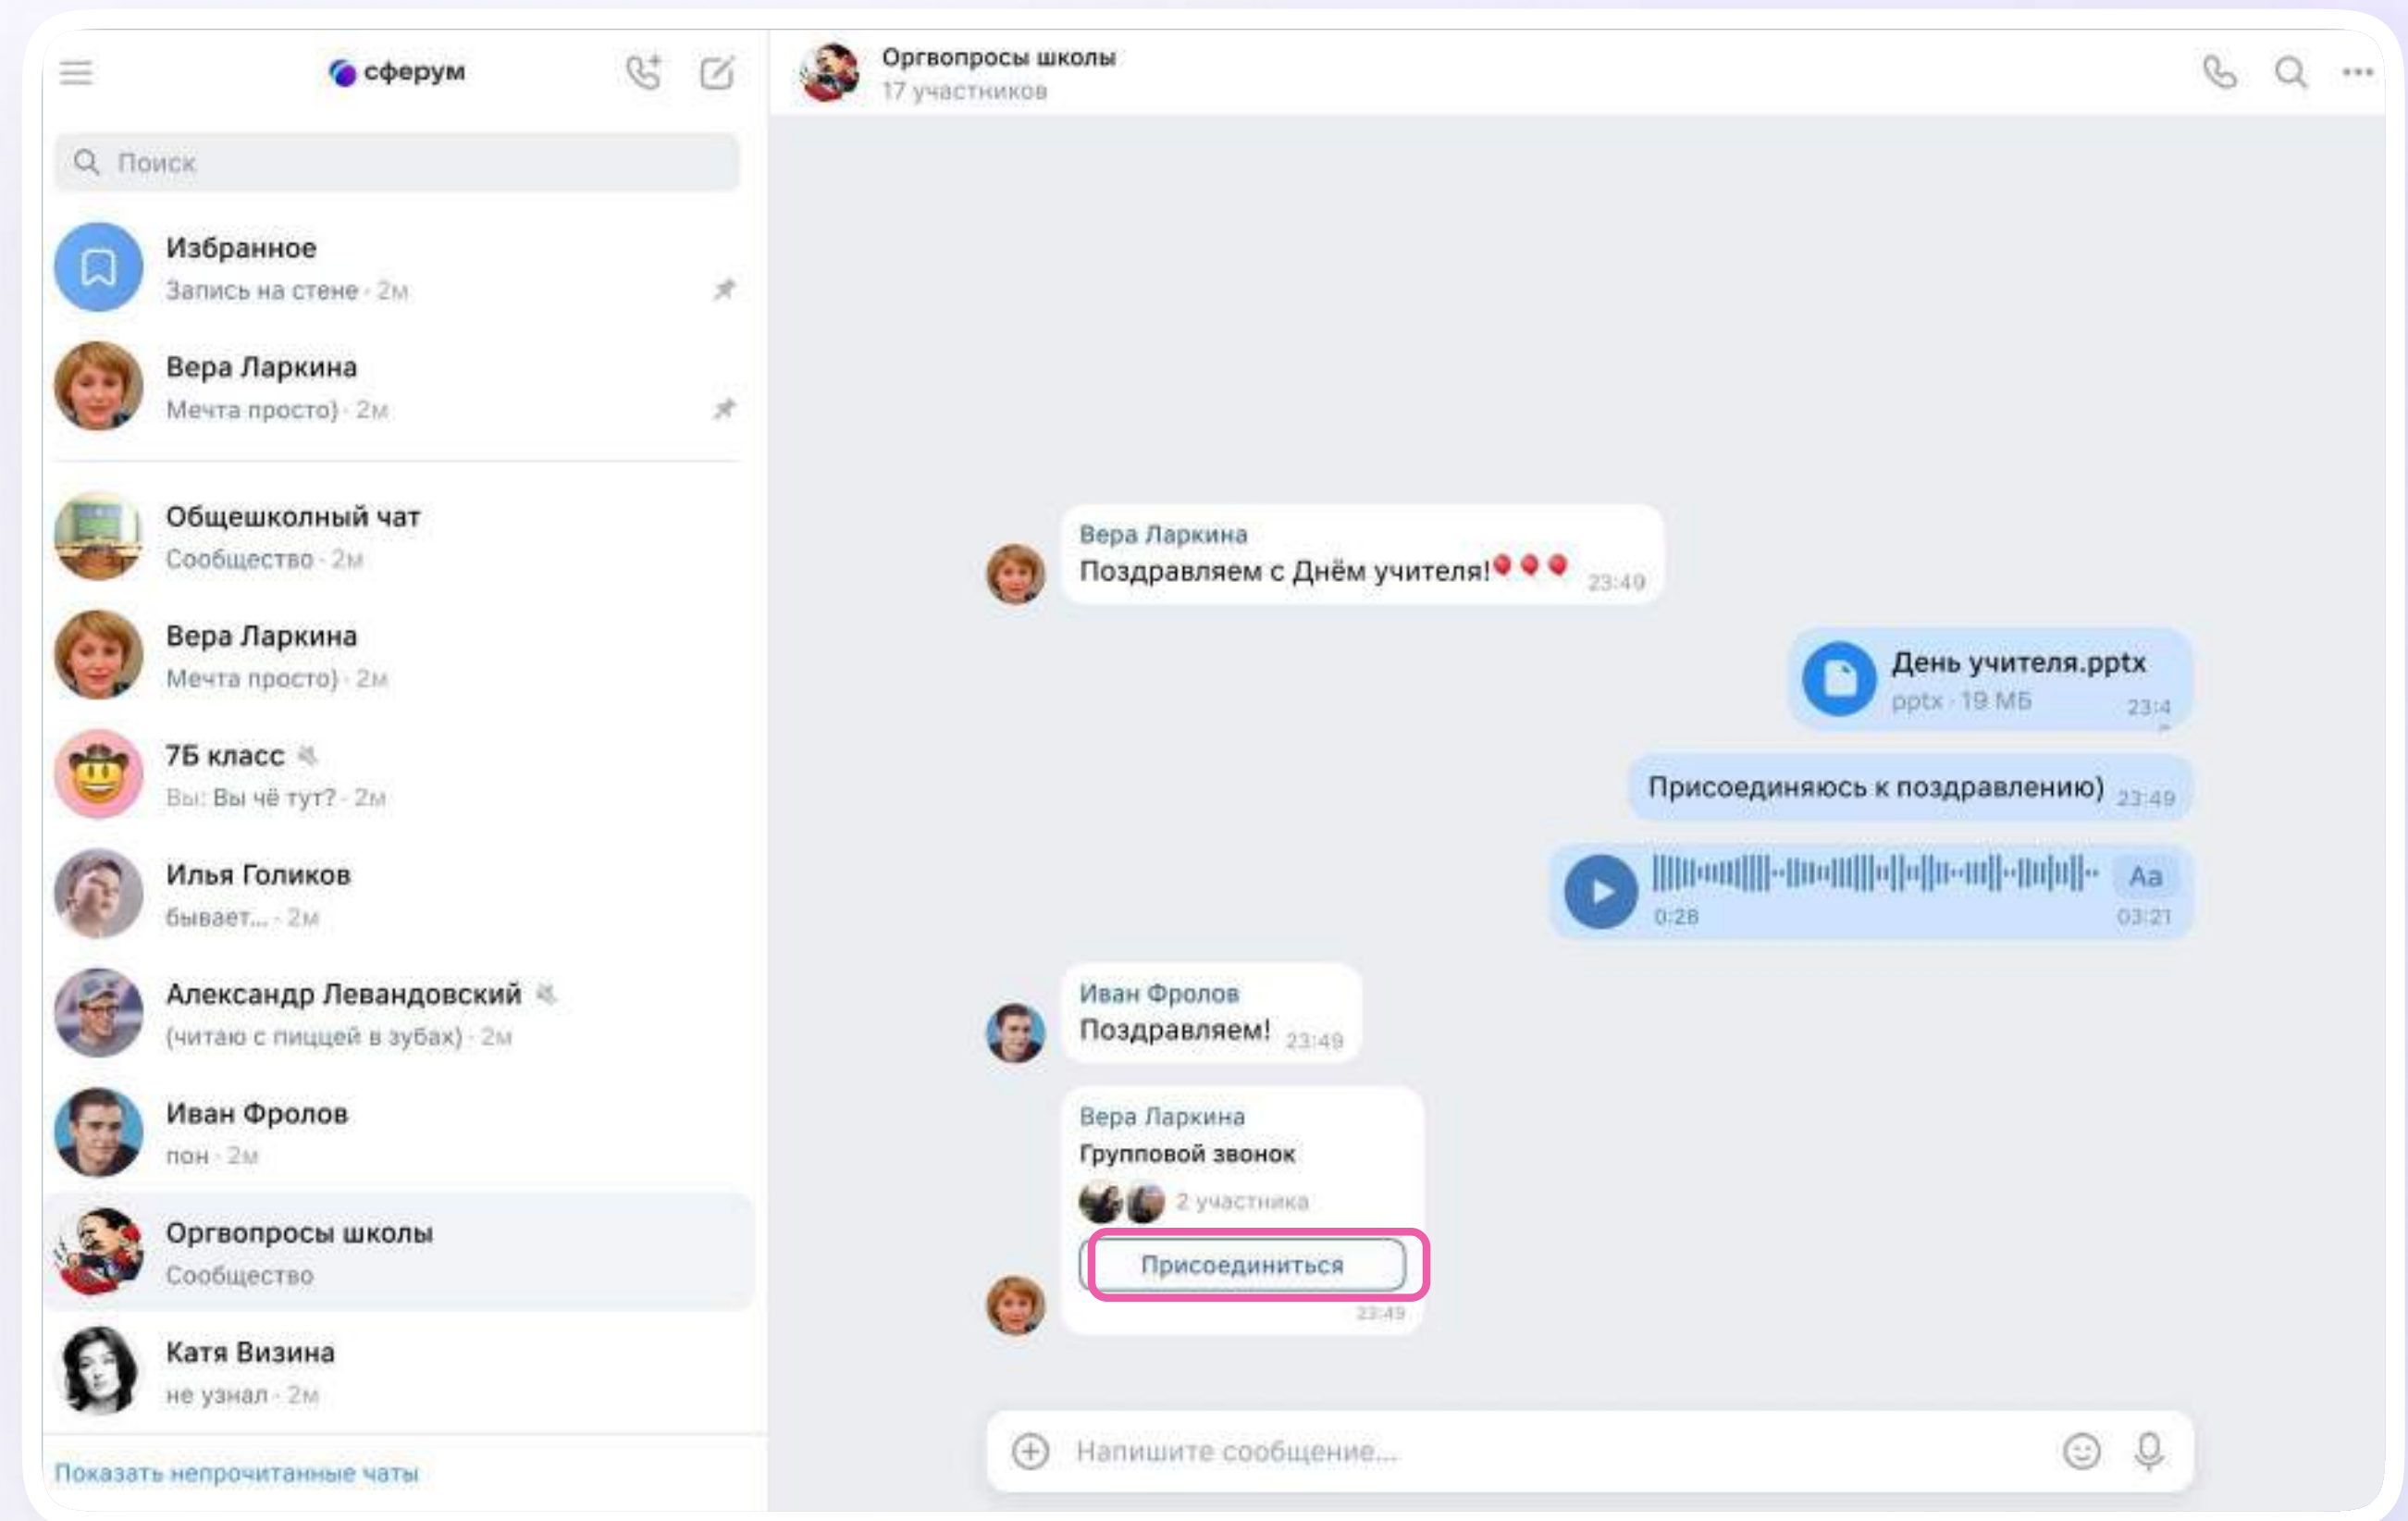 сферум
Поиск
Избранное
Запись на стене · 2м
Вера Ларкина
Мечта просто) · 2м
Общешколный чат
Сообщество · 2м
Вера Ларкина
Мечта просто) · 2м
7Б класс
Вы: Вы чё тут? · 2м
Илья Голиков
бывает... · 2м
Александр Левандовский
(читаю с пиццей в зубах) · 2м
Иван Фролов
пон · 2м
Оргвопросы школы
Сообщество
Катя Визина
не узнал · 2м
Показать непрочитанные чаты
Оргвопросы школы
17 участников
Вера Ларкина
Поздравляем с Днём учителя! 23:49
День учителя.pptx
pptx · 19 МБ 23:4
Присоединяюсь к поздравлению) 23:49
Aa
0:28 03:21
Иван Фролов
Поздравляем! 23:49
Вера Ларкина
Групповой звонок
2 участника
Присоединиться
23:49
Напишите сообщение...